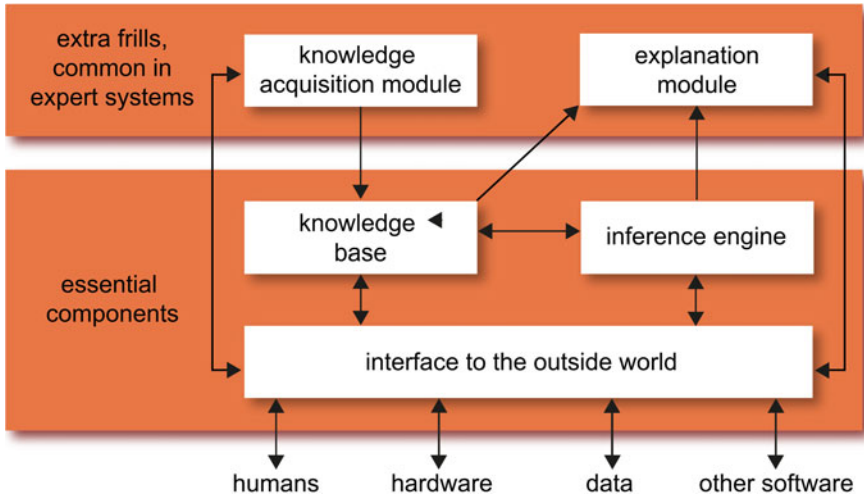 extra frills,
common in
expert systems
knowledge
acquisition module
explanation
module
essential
components
knowledge
base
inference engine
interface to the outside world
humans
hardware
data
other software